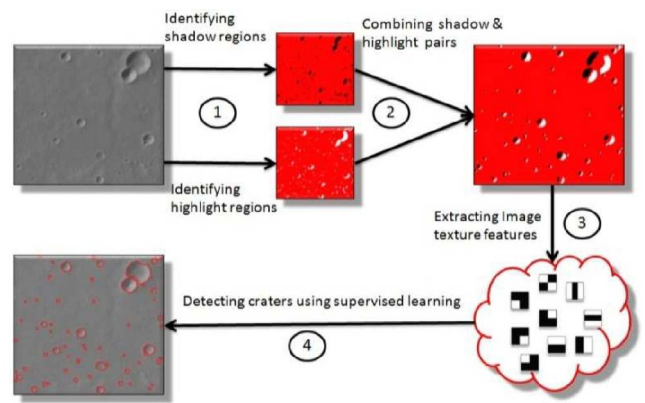 Identifying
shadow regions
Combining shadow &
highlight pairs
1
2
Identifying
highlight regions
Extracting Image
texture features
3
Detecting craters using supervised learning
4